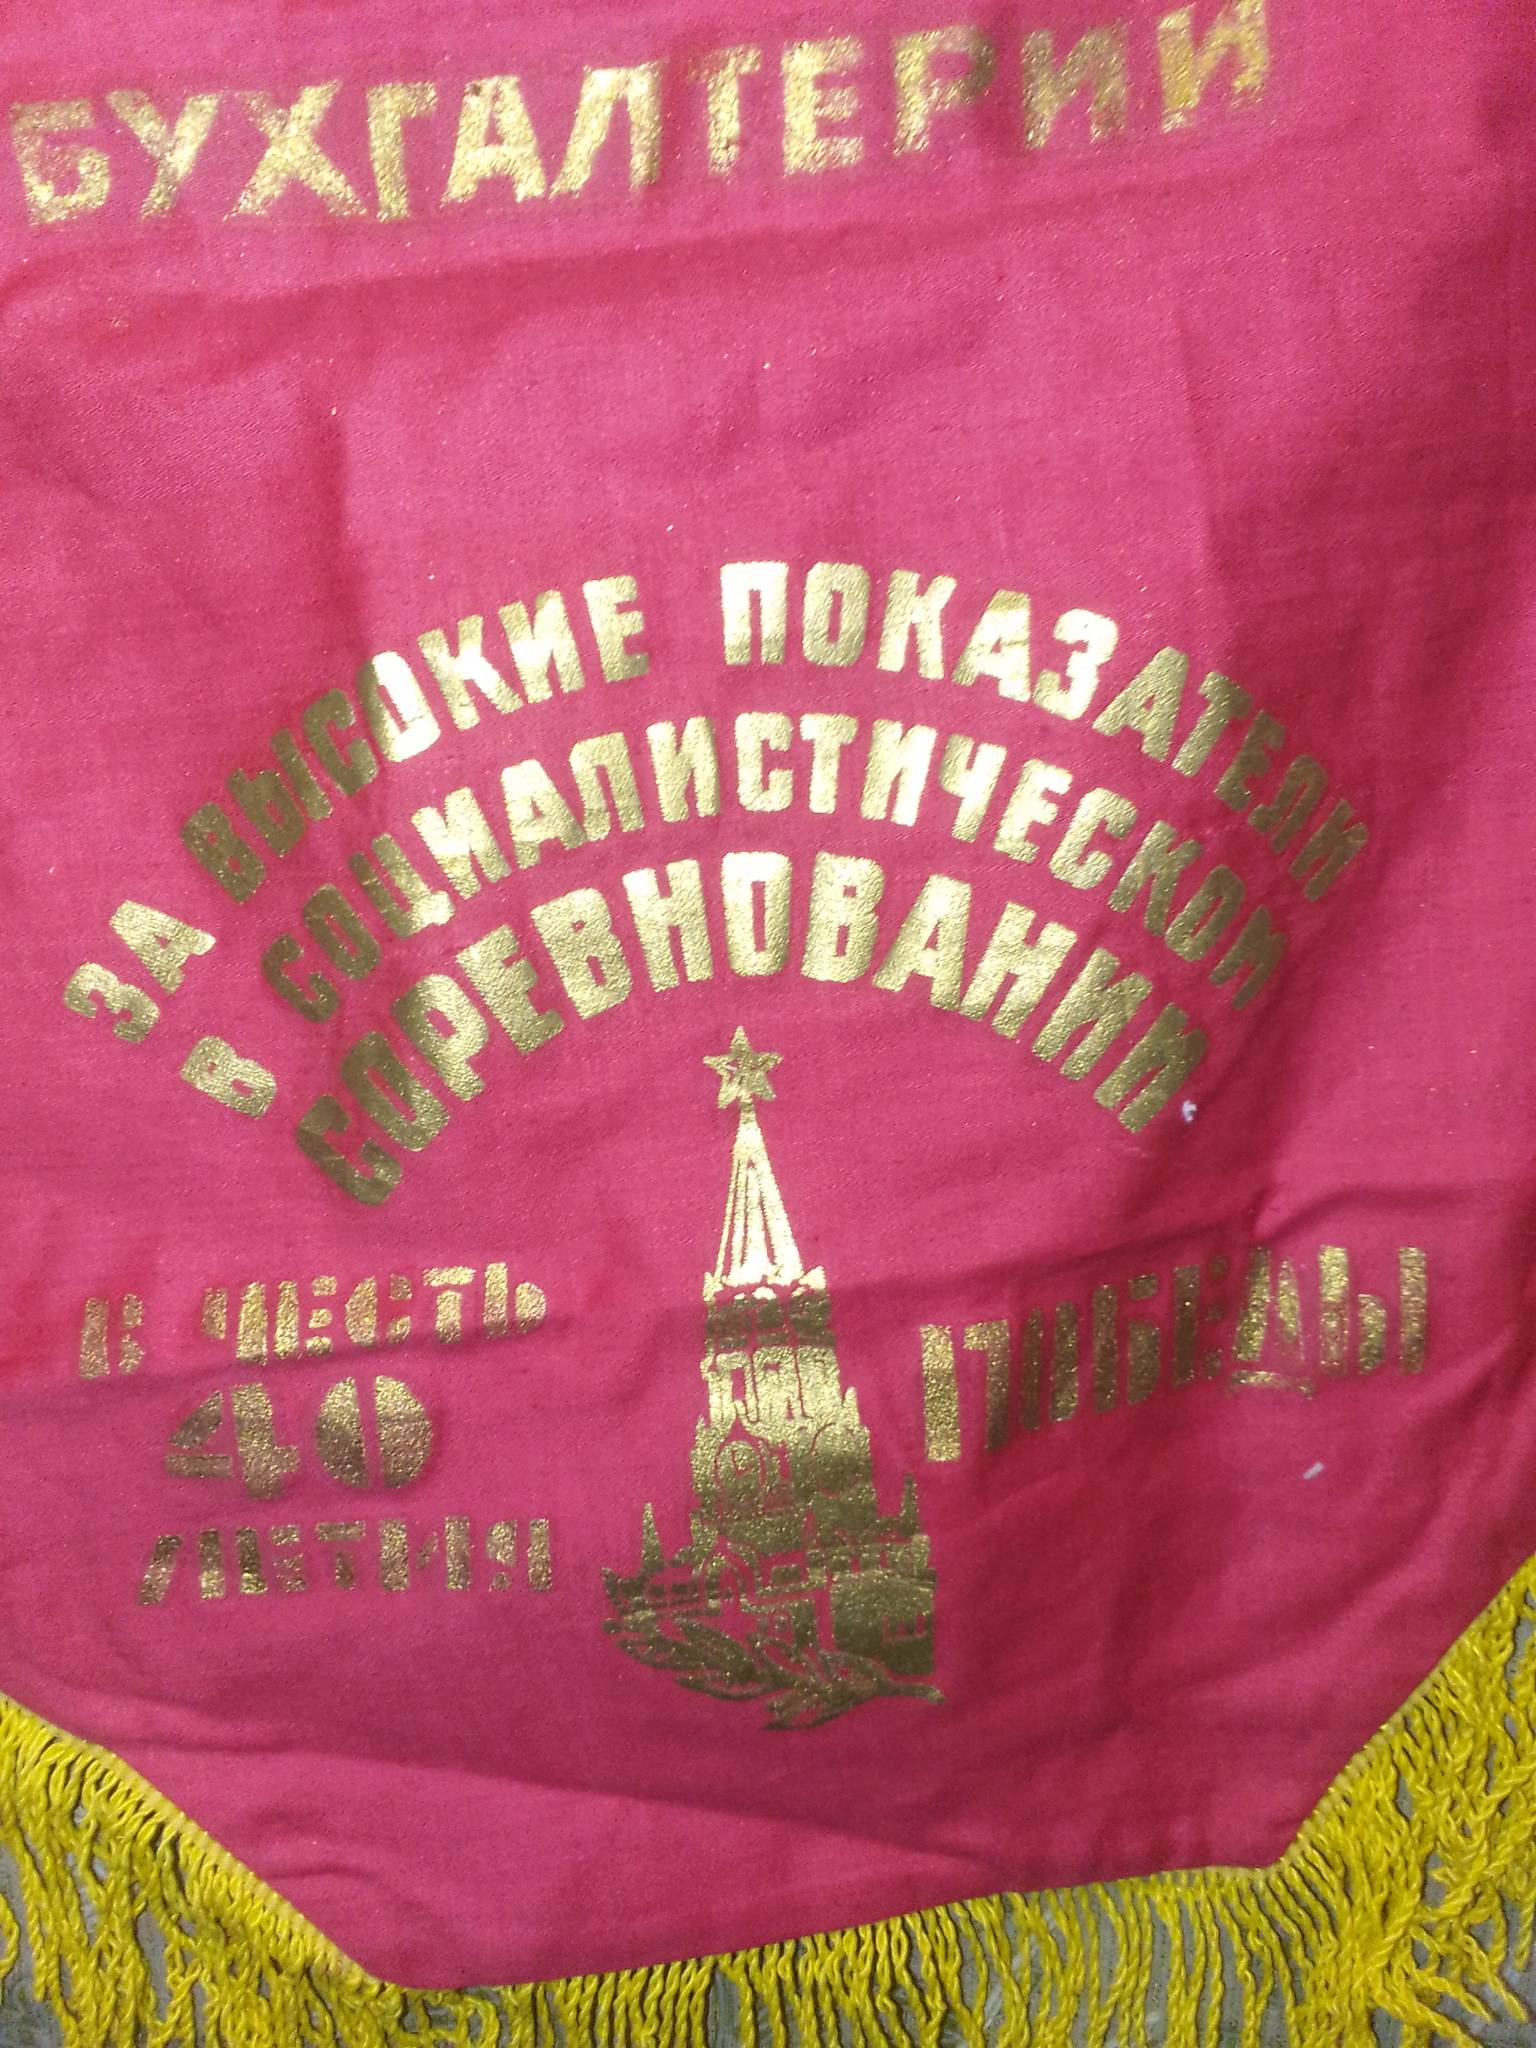 БУХГАЛТЕРИИ
ЗА ВЫСОКИЕ ПОКАЗАТЕЛИ
В СОЦИАЛИСТИЧЕСКОМ
СОРЕВНОВАНИИ
В ЧЕСТЬ
40
ЛЕТИЯ
ПОБЕДЫ